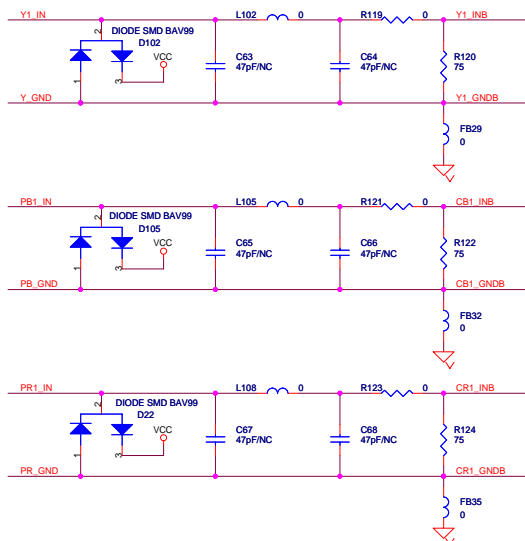 Y1_IN L102 0 R119 0 Y1_INB
2 DIODE SMD BAV99
D102
VCC
C63
47pF/NC
C64
47pF/NC
R120
75
1 3
Y_GND Y1_GNDB
FB29
0
PB1_IN L105 0 R121 0 CB1_INB
2 DIODE SMD BAV99
D105
VCC
C65
47pF/NC
C66
47pF/NC
R122
75
1 3
PB_GND CB1_GNDB
FB32
0
PR1_IN L108 0 R123 0 CR1_INB
2 DIODE SMD BAV99
D22
VCC
C67
47pF/NC
C68
47pF/NC
R124
75
1 3
PR_GND CR1_GNDB
FB35
0